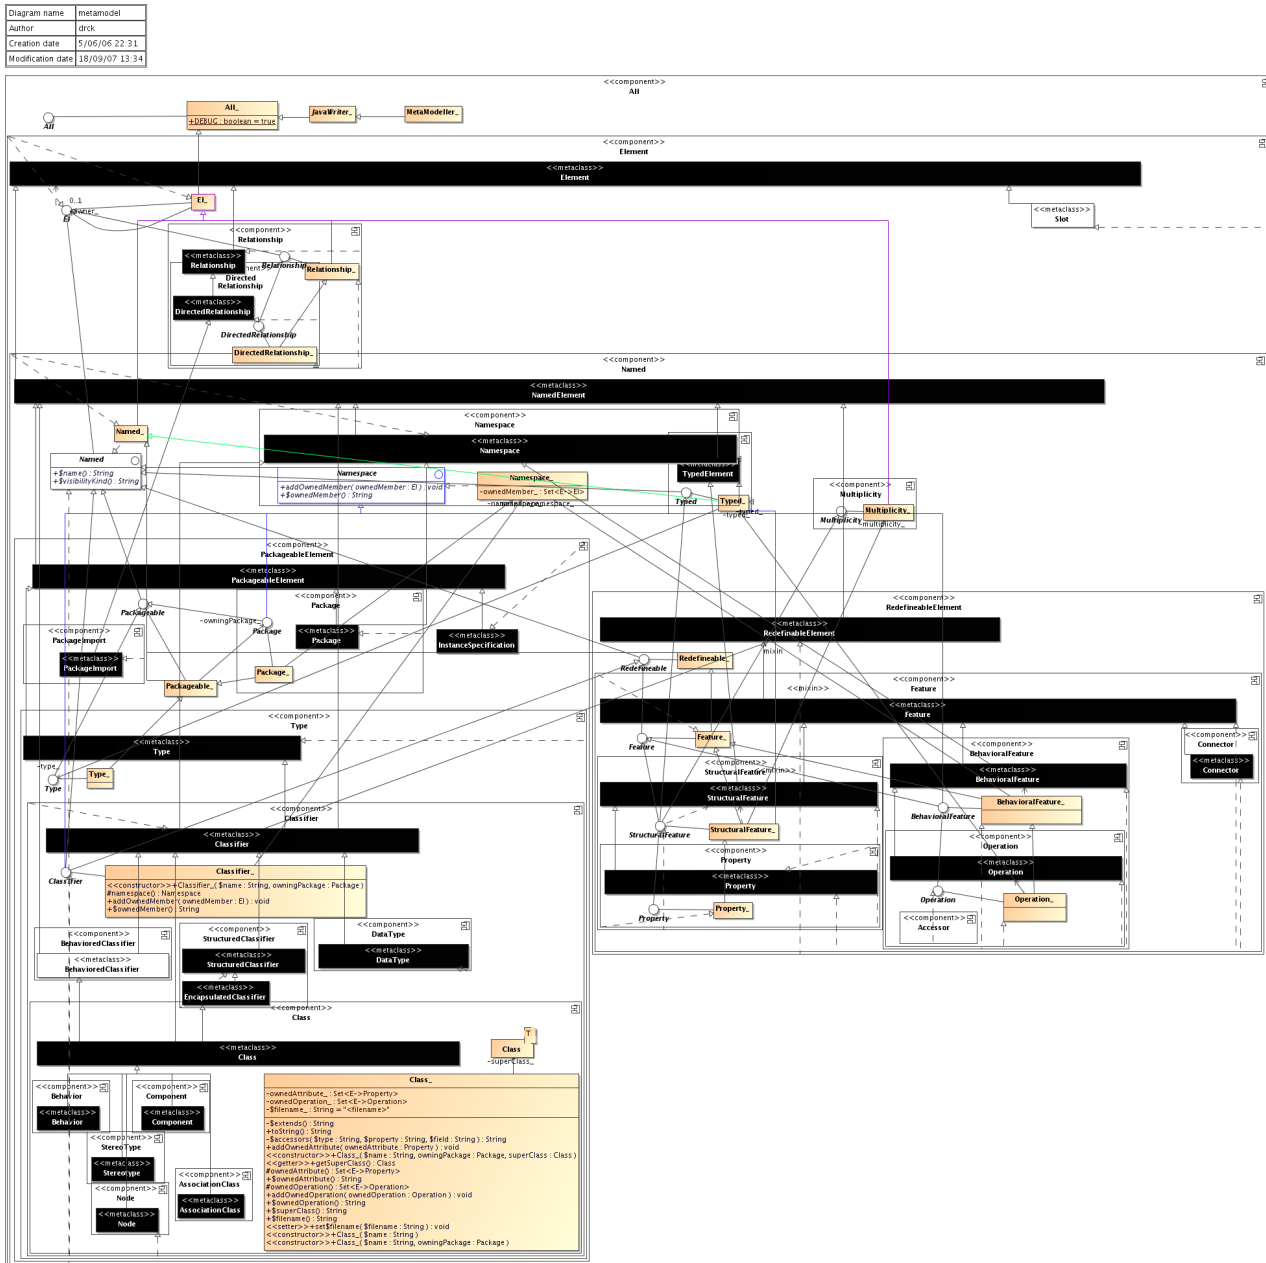 Diagram name metamodel
Author drck
Creation date 5/06/06 22:31
Modification date 18/09/07 13:34
<<component>>
All
All_
+DEBUG : boolean = true
JavaWriter_
MetaModeller_
All
<<component>>
Element
<<metaclass>>
Element
0..1
owner_
El
El_
<<metaclass>>
Slot
<<component>>
Relationship
<<metaclass>>
Relationship
Relationship
Relationship_
Directed
Relationship
<<metaclass>>
DirectedRelationship
DirectedRelationship
DirectedRelationship_
<<component>>
Named
<<metaclass>>
NamedElement
Named_
Named
+$name() : String
+$visibilityKind() : String
<<component>>
Namespace
<<metaclass>>
Namespace
Namespace
+addOwnedMember( ownedMember : El ) : void
+$ownedMember() : String
Namespace_
-ownedMember_ : Set<E->El>
<<metaclass>>
TypedElement
Typed
Typed_
-typed_
<<component>>
Multiplicity
Multiplicity
Multiplicity_
-multiplicity_
<<component>>
PackageableElement
<<metaclass>>
PackageableElement
Packageable
<<component>>
Package
-owningPackage_
Package
<<metaclass>>
Package
Package_
<<metaclass>>
InstanceSpecification
<<component>>
PackageImport
<<metaclass>>
PackageImport
Packageable_
<<component>>
RedefineableElement
<<metaclass>>
RedefinableElement
mixin
Redefineable
Redefineable_
<<mixin>>
<<component>>
Feature
<<metaclass>>
Feature
Feature
Feature_
<<component>>
Connector
<<metaclass>>
Connector
<<component>>
StructuralFeature
<<mixin>>
<<metaclass>>
StructuralFeature
StructuralFeature
StructuralFeature_
<<component>>
Property
<<metaclass>>
Property
Property
Property_
<<component>>
BehavioralFeature
<<metaclass>>
BehavioralFeature
BehavioralFeature
BehavioralFeature_
<<component>>
Operation
<<metaclass>>
Operation
Operation
Operation_
<<component>>
Accessor
<<component>>
Type
<<metaclass>>
Type
-type_
Type
Type_
<<component>>
Classifier
<<metaclass>>
Classifier
Classifier
Classifier_
<<constructor>>+Classifier_( $name : String, owningPackage : Package )
#namespace() : Namespace
+addOwnedMember( ownedMember : El ) : void
+$ownedMember() : String
<<component>>
BehavioredClassifier
<<metaclass>>
BehavioredClassifier
<<component>>
StructuredClassifier
<<metaclass>>
StructuredClassifier
<<metaclass>>
EncapsulatedClassifier
<<component>>
DataType
<<metaclass>>
DataType
<<component>>
Class
<<metaclass>>
Class
T
Class
-superClass_
<<component>>
Behavior
<<metaclass>>
Behavior
<<component>>
Component
<<metaclass>>
Component
<<component>>
StereoType
<<metaclass>>
Stereotype
<<component>>
Node
<<metaclass>>
Node
<<component>>
AssociationClass
<<metaclass>>
AssociationClass
Class_
-ownedAttribute_ : Set<E->Property>
-ownedOperation_ : Set<E->Operation>
-$filename_ : String = "<filename>"
-$extends() : String
+toString() : String
-$accessors( $type : String, $property : String, $field : String ) : String
+addOwnedAttribute( ownedAttribute : Property ) : void
<<constructor>>+Class_( $name : String, owningPackage : Package, superClass : Class )
<<getter>>+getSuperClass() : Class
#ownedAttribute() : Set<E->Property>
+$ownedAttribute() : String
#ownedOperation() : Set<E->Operation>
+addOwnedOperation( ownedOperation : Operation ) : void
+$ownedOperation() : String
+$superClass() : String
+$filename() : String
<<setter>>+set$filename( $filename : String ) : void
<<constructor>>+Class_( $name : String )
<<constructor>>+Class_( $name : String, owningPackage : Package )